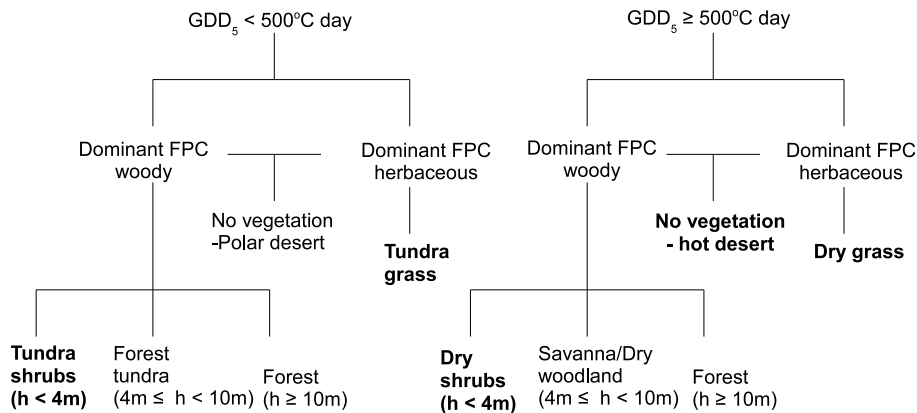 GDD₅ < 500°C day
GDD₅ ≥ 500°C day
Dominant FPC
woody
Dominant FPC
herbaceous
Dominant FPC
woody
Dominant FPC
herbaceous
No vegetation
-Polar desert
Tundra
grass
No vegetation
- hot desert
Dry grass
Tundra
shrubs
(h < 4m)
Forest
tundra
(4m ≤ h < 10m)
Forest
(h ≥ 10m)
Dry
shrubs
(h < 4m)
Savanna/Dry
woodland
(4m ≤ h < 10m)
Forest
(h ≥ 10m)